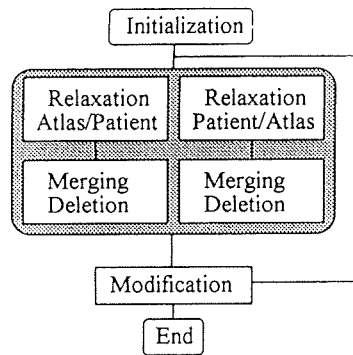 Initialization
Relaxation
Atlas/Patient
Relaxation
Patient/Atlas
Merging
Deletion
Merging
Deletion
Modification
End